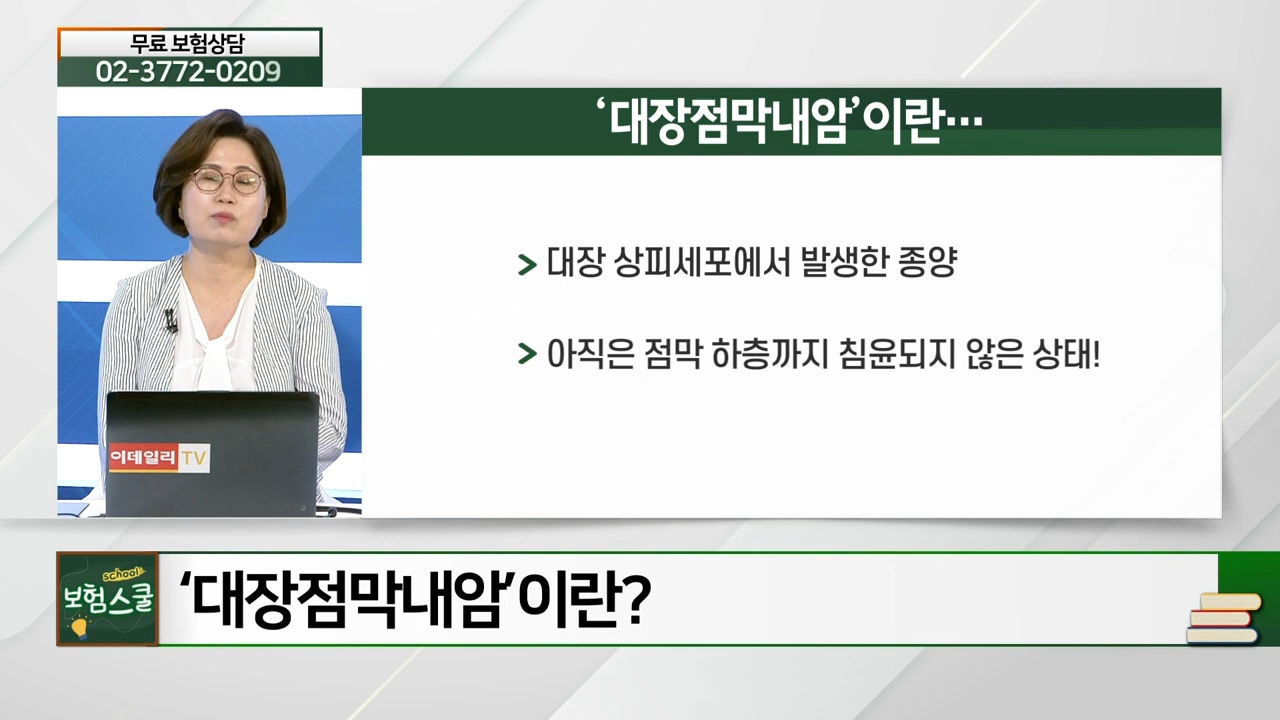 무료 보험상담
02-3772-0209
‘대장점막내암’이란…
> 대장 상피세포에서 발생한 종양
> 아직은 점막 하층까지 침윤되지 않은 상태!
이데일리 TV
school
보험스쿨
‘대장점막내암’이란?